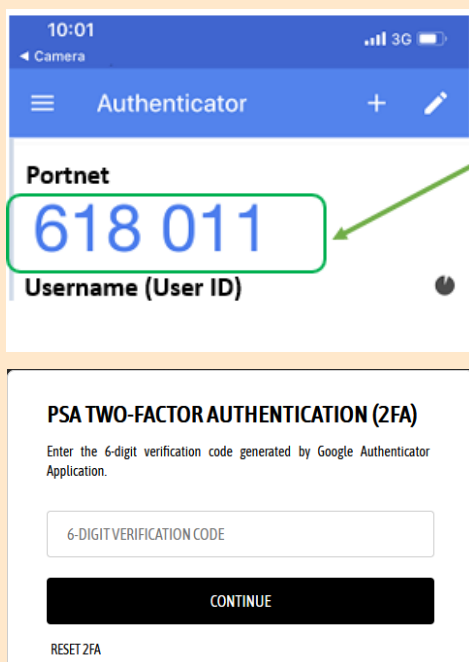 10:01
3G
◀ Camera
Authenticator
Portnet
618 011
Username (User ID)
PSA TWO-FACTOR AUTHENTICATION (2FA)
Enter the 6-digit verification code generated by Google Authenticator
Application.
6-DIGIT VERIFICATION CODE
CONTINUE
RESET 2FA